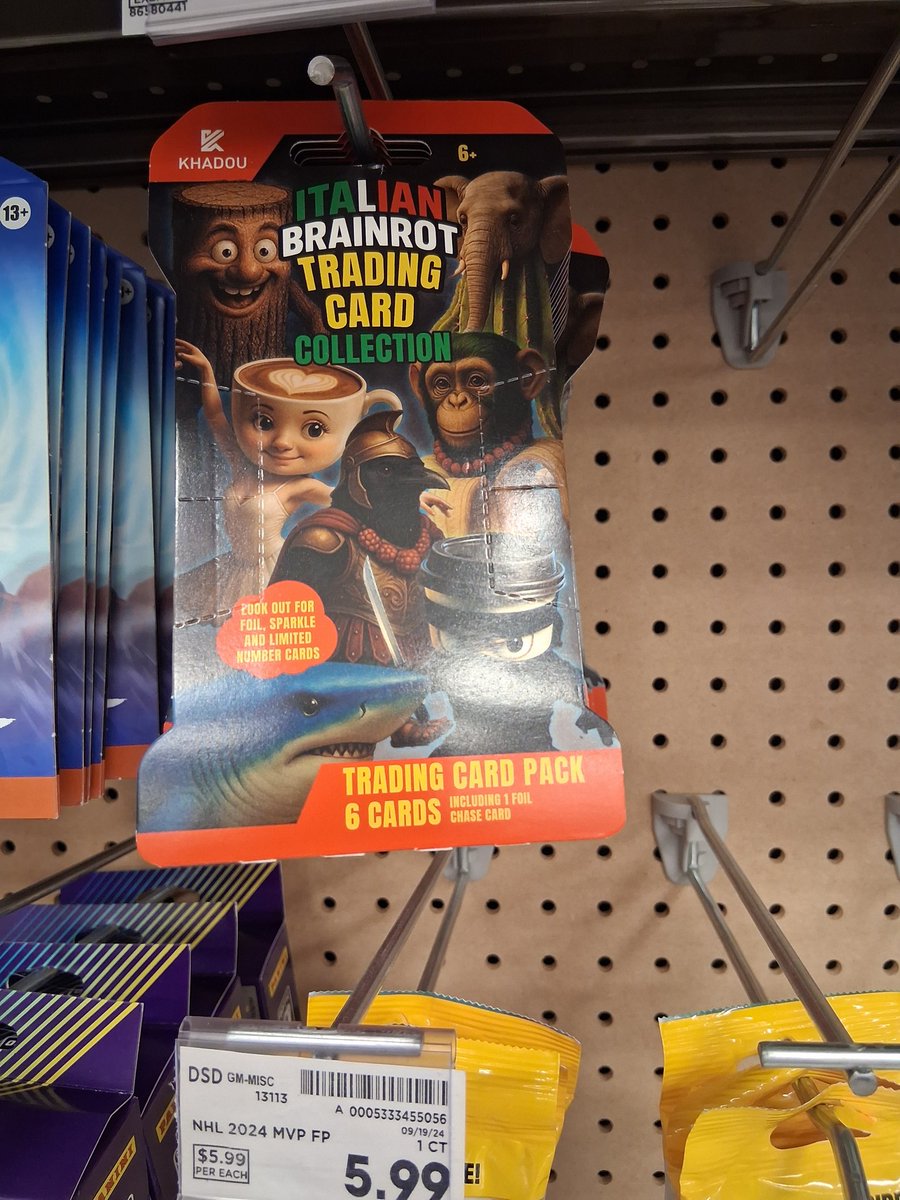 86580441
13+
KHADOU
6+
ITALIAN
BRAINROT
TRADING
CARD
COLLECTION
LOOK OUT FOR
FOIL, SPARKLE
AND LIMITED
NUMBER CARDS
TRADING CARD PACK
6 CARDS
INCLUDING 1 FOIL
CHASE CARD
DSD GM-MISC
13113
A 0005333455056
09/19/24
NHL 2024 MVP FP
1 CT
$5.99
PER EACH
5.99
E!
PANINI